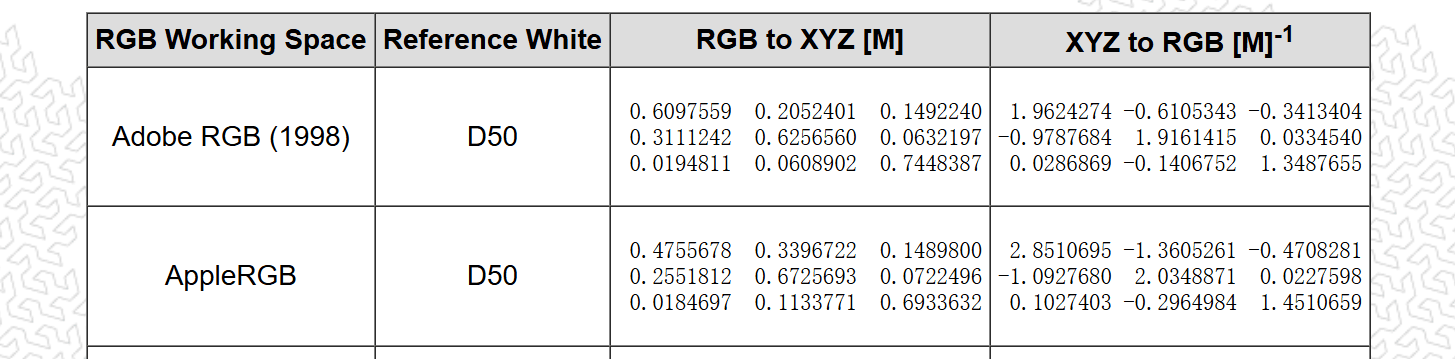 RGB Working Space Reference White RGB to XYZ [M] XYZ to RGB [M]-1
0.6097559 0.2052401 0.1492240 1.9624274 -0.6105343 -0.3413404
Adobe RGB (1998) D50 0.3111242 0.6256560 0.0632197 -0.9787684 1.9161415 0.0334540
0.0194811 0.0608902 0.7448387 0.0286869 -0.1406752 1.3487655
0.4755678 0.3396722 0.1489800 2.8510695 -1.3605261 -0.4708281
AppleRGB D50 0.2551812 0.6725693 0.0722496 -1.0927680 2.0348871 0.0227598
0.0184697 0.1133771 0.6933632 0.1027403 -0.2964984 1.4510659